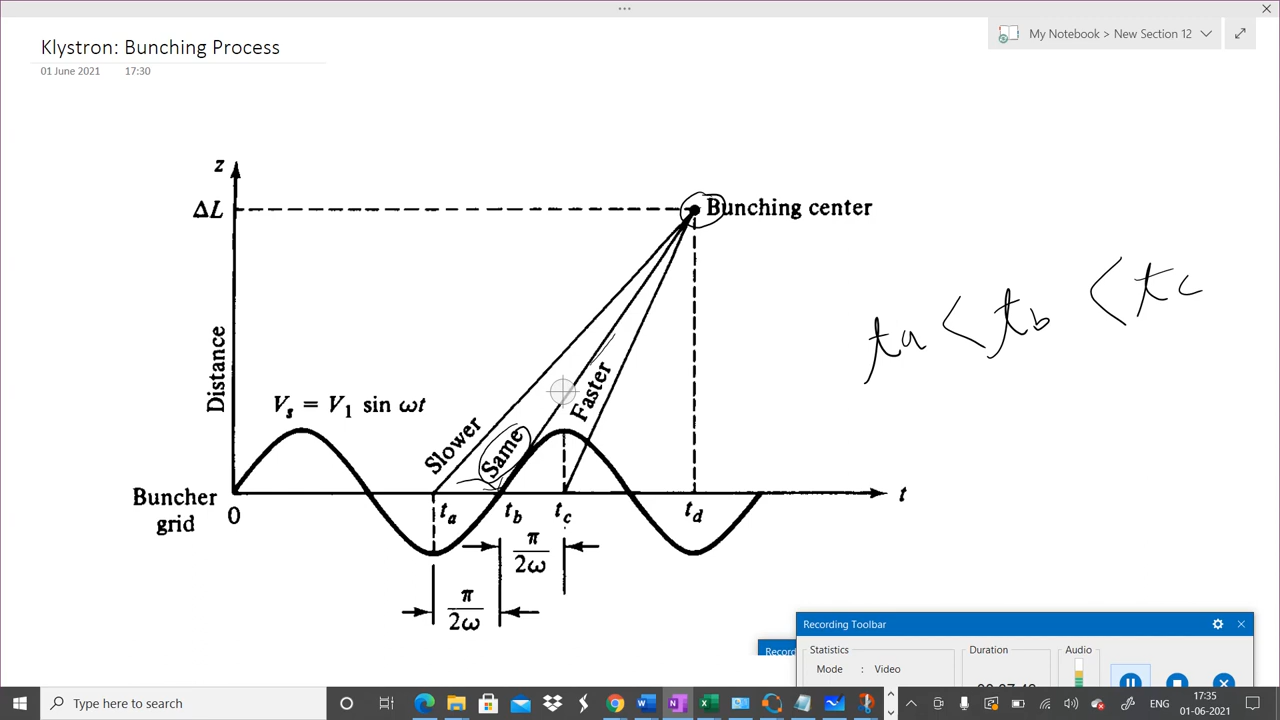 Klystron: Bunching Process
01 June 2021 17:30
My Notebook > New Section 12
z
ΔL
Bunching center
Distance
Vs = V1 sin ωt
Slower
Same
Faster
ta < tb < tc
Buncher
grid
0
ta
tb
tc
td
t
π
2ω
π
2ω
Recording Toolbar
Record
Statistics
Duration
Audio
Mode : Video
Type here to search
ENG
17:35
01-06-2021